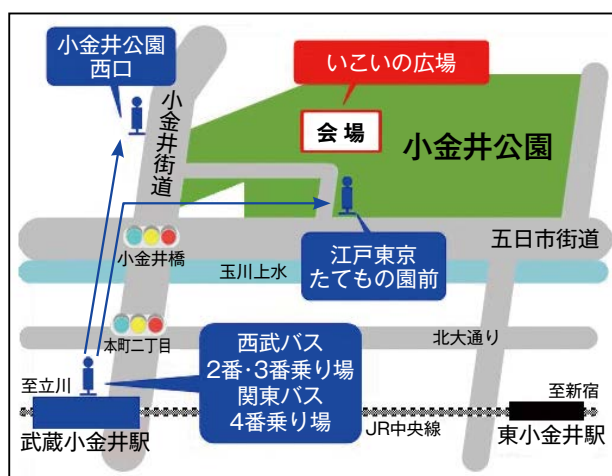 小金井公園
西口
いこいの広場
会場
小金井公園
小金井街道
五日市街道
江戸東京
たてもの園前
小金井橋
玉川上水
本町二丁目
北大通り
西武バス
2番・3番乗り場
関東バス
4番乗り場
至立川
至新宿
武蔵小金井駅
JR中央線
東小金井駅